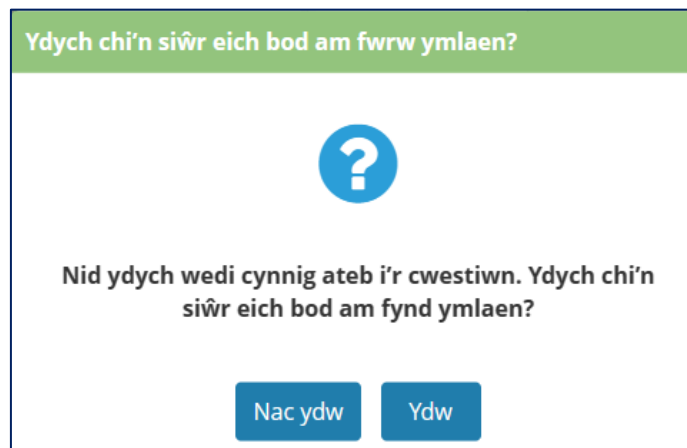 Ydych chi’n siŵr eich bod am fwrw ymlaen?
?
Nid ydych wedi cynnig ateb i’r cwestiwn. Ydych chi’n
siŵr eich bod am fynd ymlaen?
Nac ydw Ydw